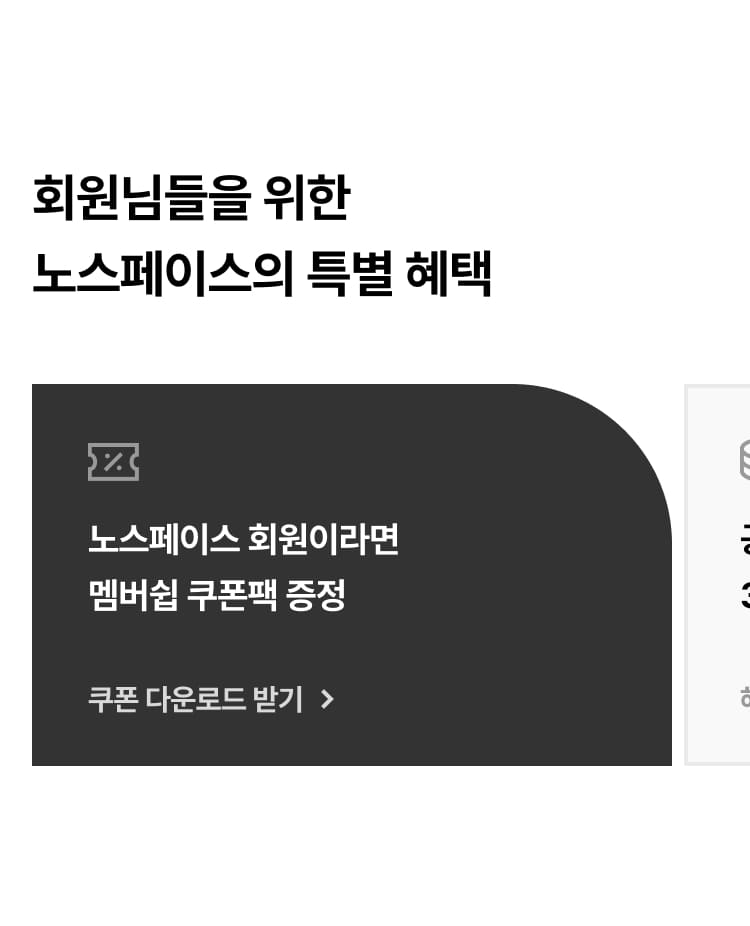 회원님들을 위한
노스페이스의 특별 혜택
노스페이스 회원이라면
멤버쉽 쿠폰팩 증정
쿠폰 다운로드 받기